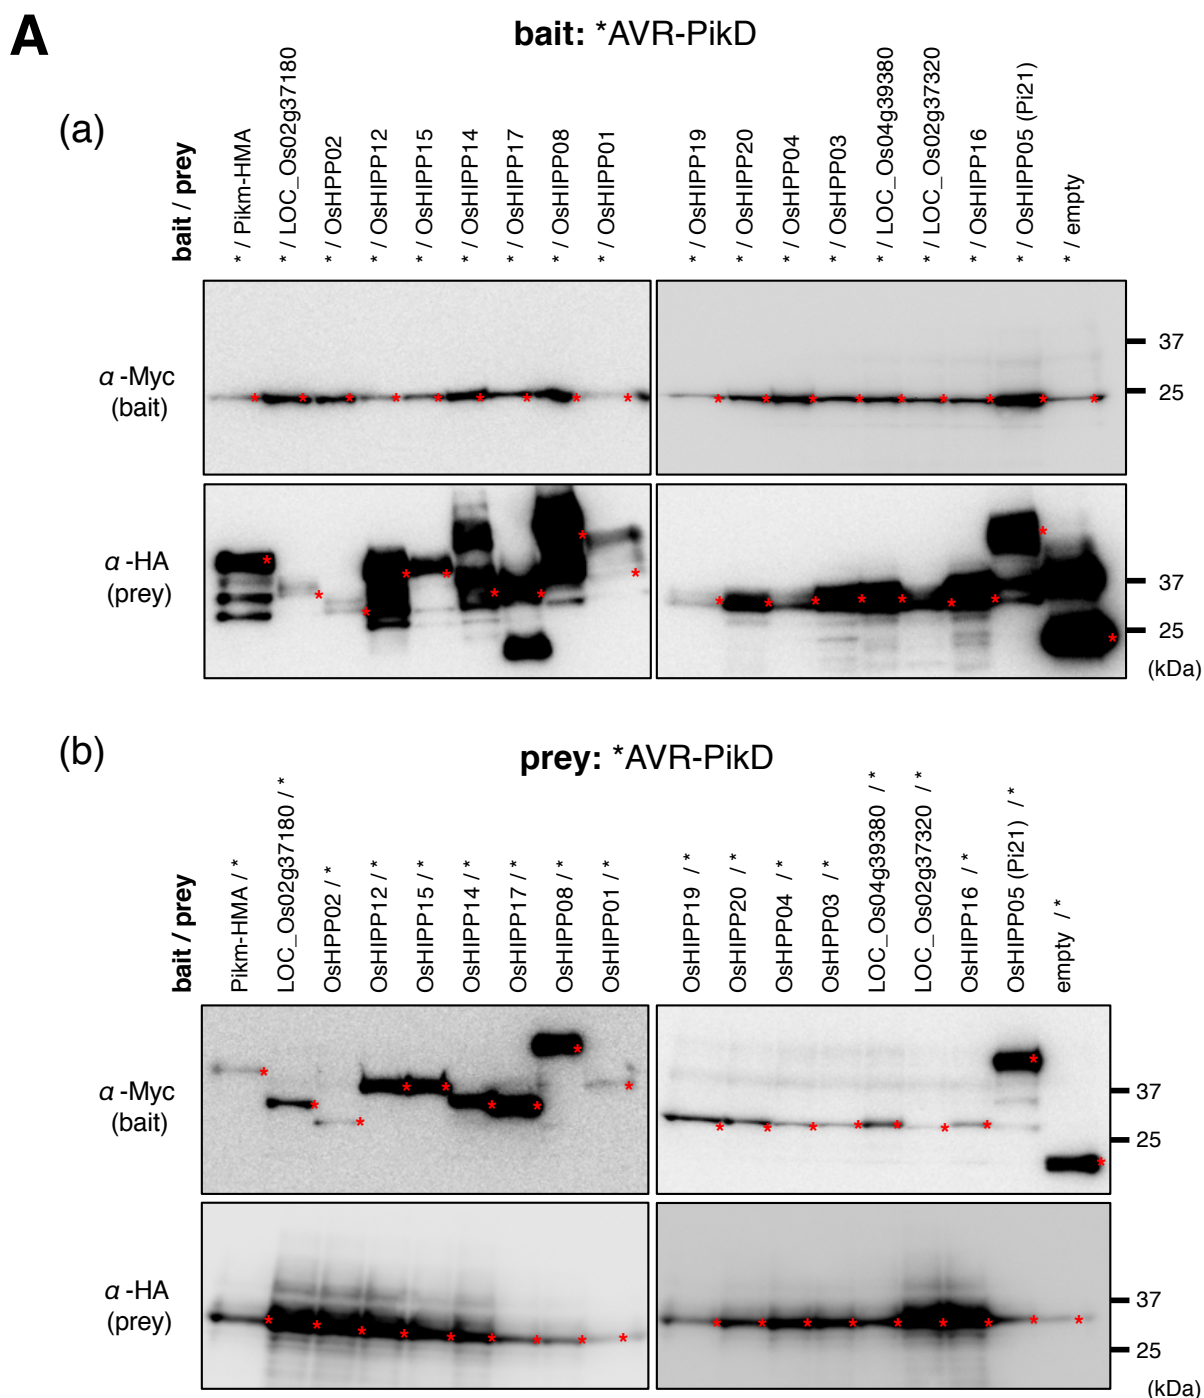 A
bait: *AVR-PikD
(a)
bait / prey
* / Pikm-HMA
* / LOC_Os02g37180
* / OsHPP02
* / OsHIPP12
* / OsHIPP15
* / OsHIPP14
* / OsHIPP17
* / OsHIPP08
* / OsHIPP01
* / OsHIPP19
* / OsHIPP20
* / OsHPP04
* / OsHPP03
* / LOC_Os04g39380
* / LOC_Os02g37320
* / OsHIPP16
* / OsHIPP05 (Pi21)
* / empty
α -Myc
(bait)
37
25
α -HA
(prey)
37
25
(kDa)
(b)
prey: *AVR-PikD
bait / prey
Pikm-HMA / *
LOC_Os02g37180 / *
OsHPP02 / *
OsHIPP12 / *
OsHIPP15 / *
OsHIPP14 / *
OsHIPP17 / *
OsHIPP08 / *
OsHIPP01 / *
OsHIPP19 / *
OsHIPP20 / *
OsHPP04 / *
OsHPP03 / *
LOC_Os04g39380 / *
LOC_Os02g37320 / *
OsHIPP16 / *
OsHIPP05 (Pi21) / *
empty / *
α -Myc
(bait)
37
25
α -HA
(prey)
37
25
(kDa)